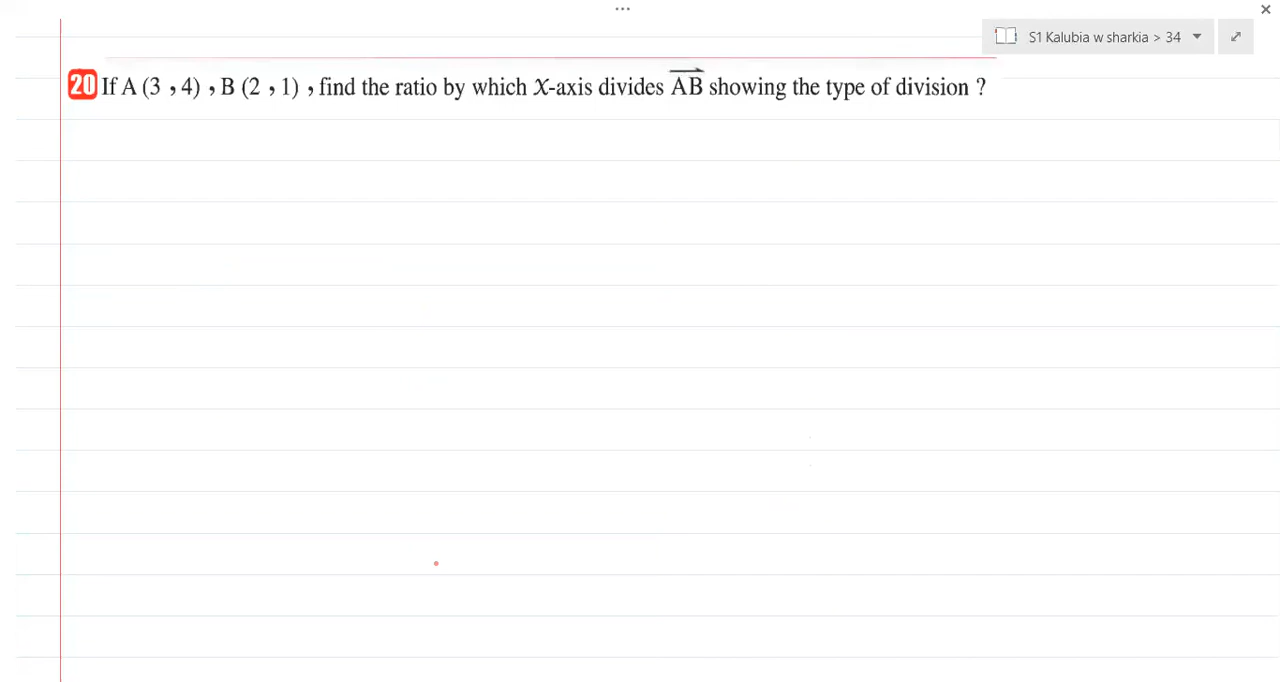 ...
S1 Kalubia w sharkia > 34
20 If A (3 , 4) , B (2 , 1) , find the ratio by which X-axis divides AB showing the type of division ?